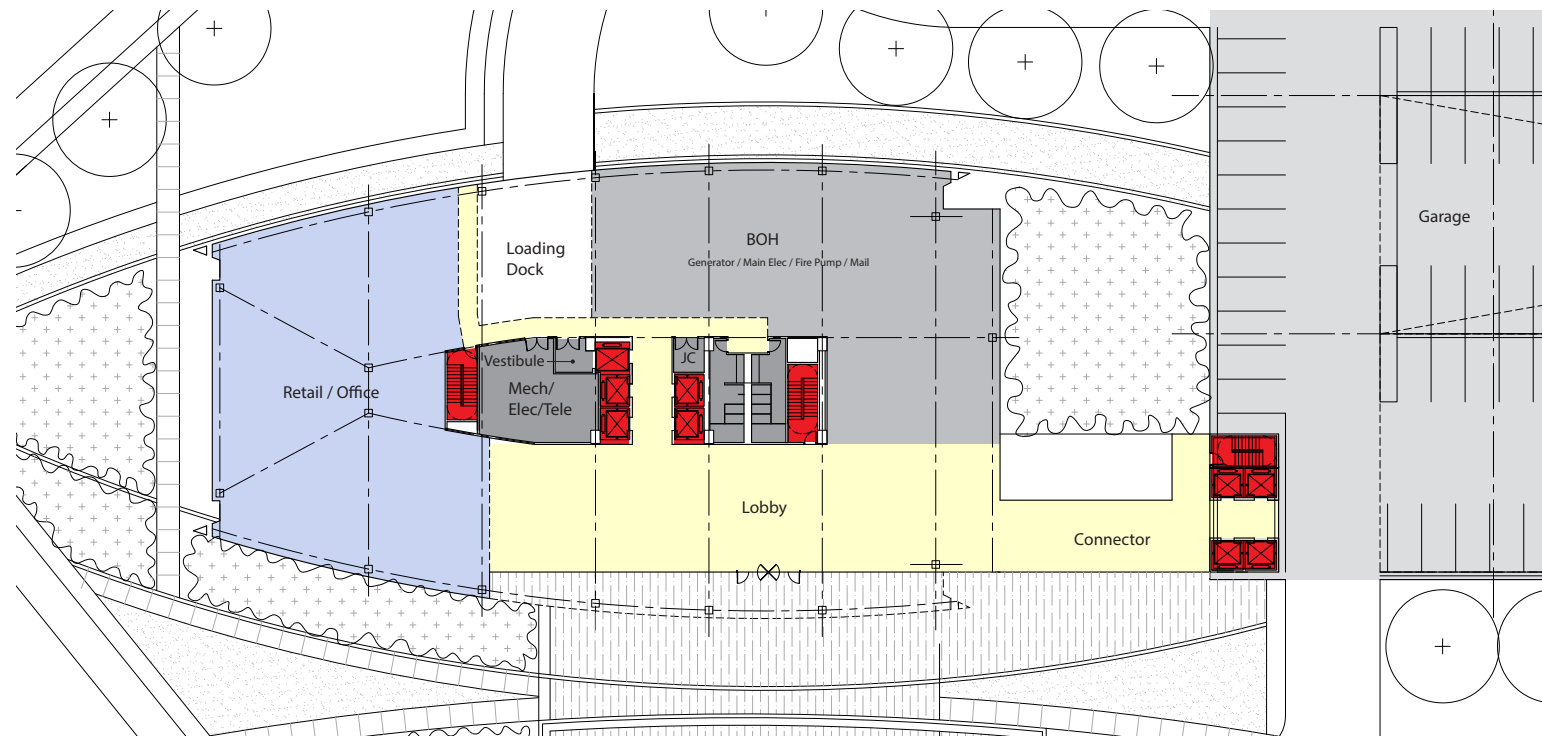 Garage
Loading
Dock
BOH
Generator / Main Elec / Fire Pump / Mail
Vestibule
JC
Mech/
Elec/Tele
Retail / Office
Lobby
Connector